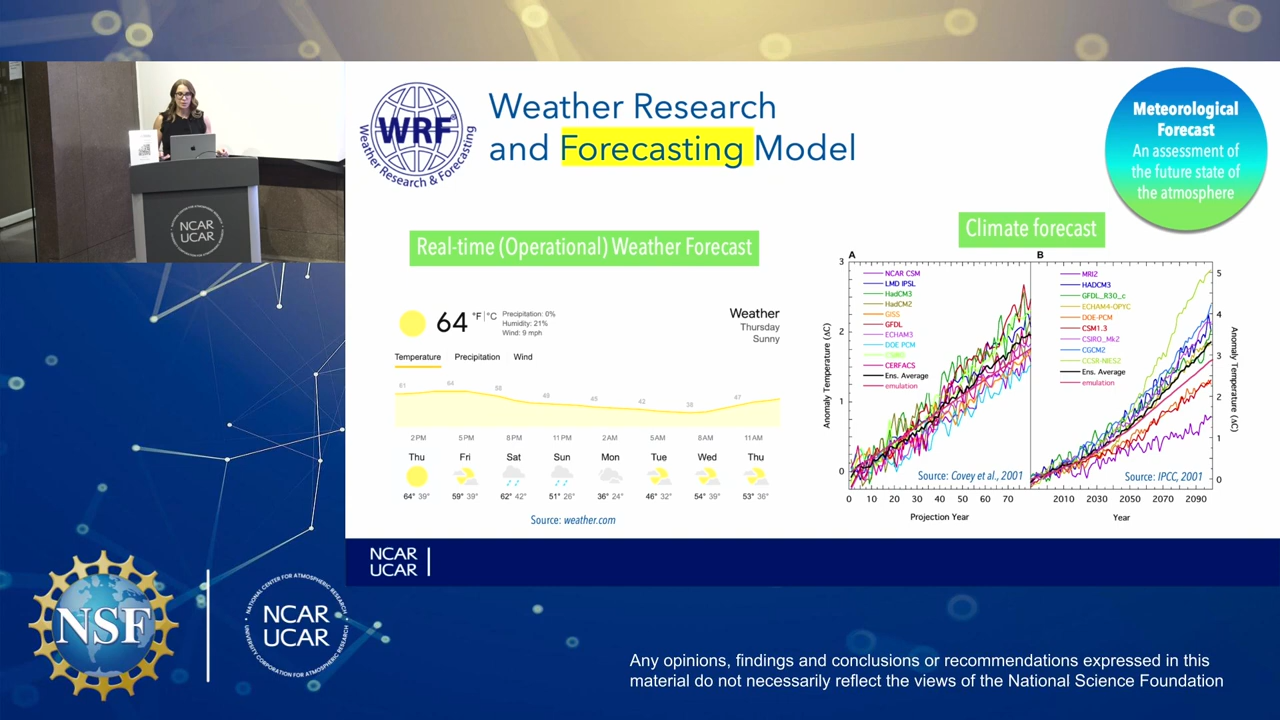 WRF®
Weather Research & Forecasting
Weather Research
and Forecasting Model
Meteorological
Forecast
An assessment of
the future state of
the atmosphere
Real-time (Operational) Weather Forecast
64 °F | °C
Precipitation: 0%
Humidity: 21%
Wind: 9 mph
Weather
Thursday
Sunny
Temperature Precipitation Wind
61 64 58 48 45 42 39 47
2 PM 5 PM 8 PM 11 PM 2 AM 5 AM 8 AM 11 AM
Thu Fri Sat Sun Mon Tue Wed Thu
64° 39° 59° 39° 62° 42° 51° 26° 36° 24° 46° 32° 54° 39° 53° 36°
Source: weather.com
Climate forecast
A
Anomaly Temperature (ΔC)
3
2
1
0
NCAR CSM
LMD IPSL
HadCM3
HadCM2
GISS
GFDL
ECHAM3
DOE PCM
CERFACS
Ens. Average
emulation
Source: Covey et al., 2001
0 10 20 30 40 50 60 70
Projection Year
B
MRI2
HADCM3
GFDL_R30_c
ECHAM4-OPYC
DOE-PCM
CSM1.3
CSIRO_Mk2
CGCM2
CCSR-NIES2
Ens. Average
emulation
Source: IPCC, 2001
5
4
3
2
1
0
Anomaly Temperature (ΔC)
2010 2030 2050 2070 2090
Year
NCAR
UCAR
NCAR
UCAR
NSF
NATIONAL CENTER FOR ATMOSPHERIC RESEARCH
NCAR
UCAR
UNIVERSITY CORPORATION FOR ATMOSPHERIC RESEARCH
Any opinions, findings and conclusions or recommendations expressed in this
material do not necessarily reflect the views of the National Science Foundation